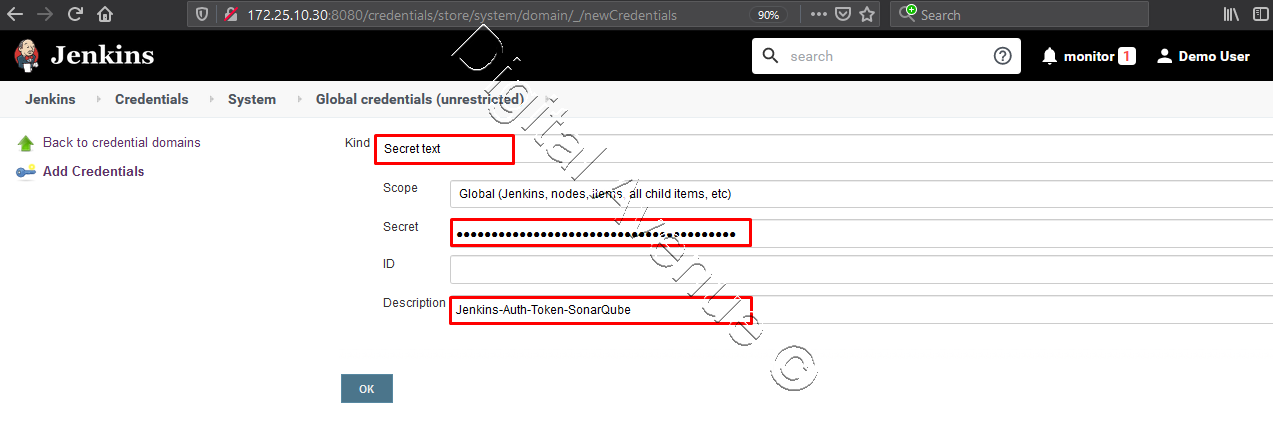 172.25.10.30:8080/credentials/store/system/domain/_/newCredentials 90% Search
Jenkins search monitor 1 Demo User
Jenkins Credentials System Global credentials (unrestricted)
Back to credential domains
Add Credentials
Kind Secret text
Scope Global (Jenkins, nodes, items, all child items, etc)
Secret ••••••••••••••••••••••••••••••••••••••••
ID
Description Jenkins-Auth-Token-SonarQube
OK
Digital Avenue ©